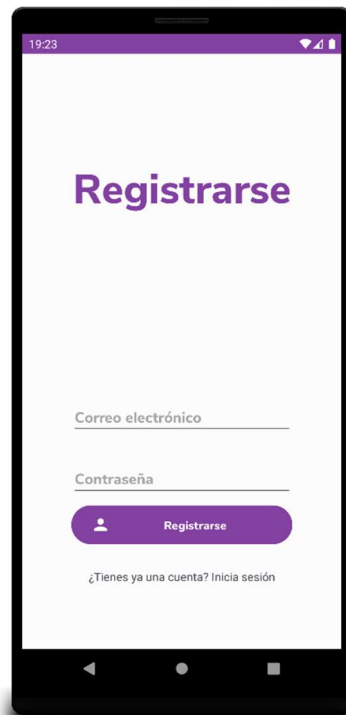 19:23
Registrarse
Correo electrónico
Contraseña
Registrarse
¿Tienes ya una cuenta? Inicia sesión